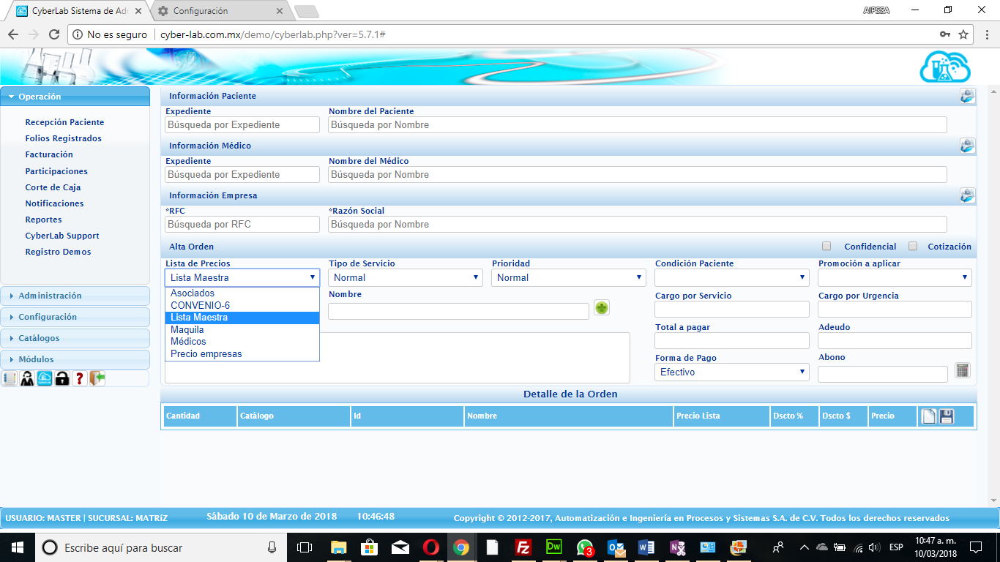 CyberLab Sistema de Adm
Configuración
AIPSSA
No es seguro
cyber-lab.com.mx/demo/cyberlab.php?ver=5.7.1#
Operación
Recepción Paciente
Folios Registrados
Facturación
Participaciones
Corte de Caja
Notificaciones
Reportes
CyberLab Support
Registro Demos
Administración
Configuración
Catálogos
Módulos
Información Paciente
Expediente
Nombre del Paciente
Búsqueda por Expediente
Búsqueda por Nombre
Información Médico
Expediente
Nombre del Médico
Búsqueda por Expediente
Búsqueda por Nombre
Información Empresa
*RFC
*Razón Social
Búsqueda por RFC
Búsqueda por Nombre
Alta Orden
Confidencial
Cotización
Lista de Precios
Tipo de Servicio
Prioridad
Condición Paciente
Promoción a aplicar
Lista Maestra
Normal
Normal
Asociados
CONVENIO-6
Lista Maestra
Maquila
Médicos
Precio empresas
Nombre
Cargo por Servicio
Cargo por Urgencia
Total a pagar
Adeudo
Forma de Pago
Abono
Efectivo
Detalle de la Orden
Cantidad
Catálogo
Id
Nombre
Precio Lista
Dscto %
Dscto $
Precio
USUARIO: MASTER | SUCURSAL: MATRíZ
Sábado 10 de Marzo de 2018
10:46:48
Copyright © 2012-2017, Automatización e Ingeniería en Procesos y Sistemas S.A. de C.V. Todos los derechos reservados
Escribe aquí para buscar
Dw
3
ESP
10:47 a. m.
10/03/2018